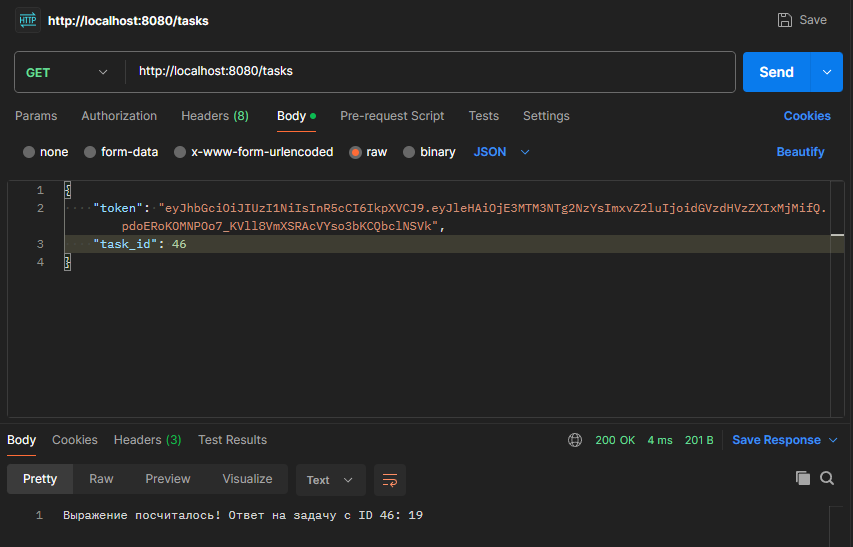 HTTP http://localhost:8080/tasks Save
GET http://localhost:8080/tasks Send
Params Authorization Headers (8) Body Pre-request Script Tests Settings Cookies
none form-data x-www-form-urlencoded raw binary JSON Beautify
1 {
2 "token": "eyJhbGciOiJIUzI1NiIsInR5cCI6IkpXVCJ9.eyJleHAiOjE3MTM3NTg2NzYsImxvZ2luIjoidGVzdHVzZXIxMjMifQ.
pdoERoKOMNPOo7_KVll8VmXSRAcVYso3bKCQbclNSVk",
3 "task_id": 46
4 }
Body Cookies Headers (3) Test Results 200 OK 4 ms 201 B Save Response
Pretty Raw Preview Visualize Text
1 Выражение посчиталось! Ответ на задачу с ID 46: 19